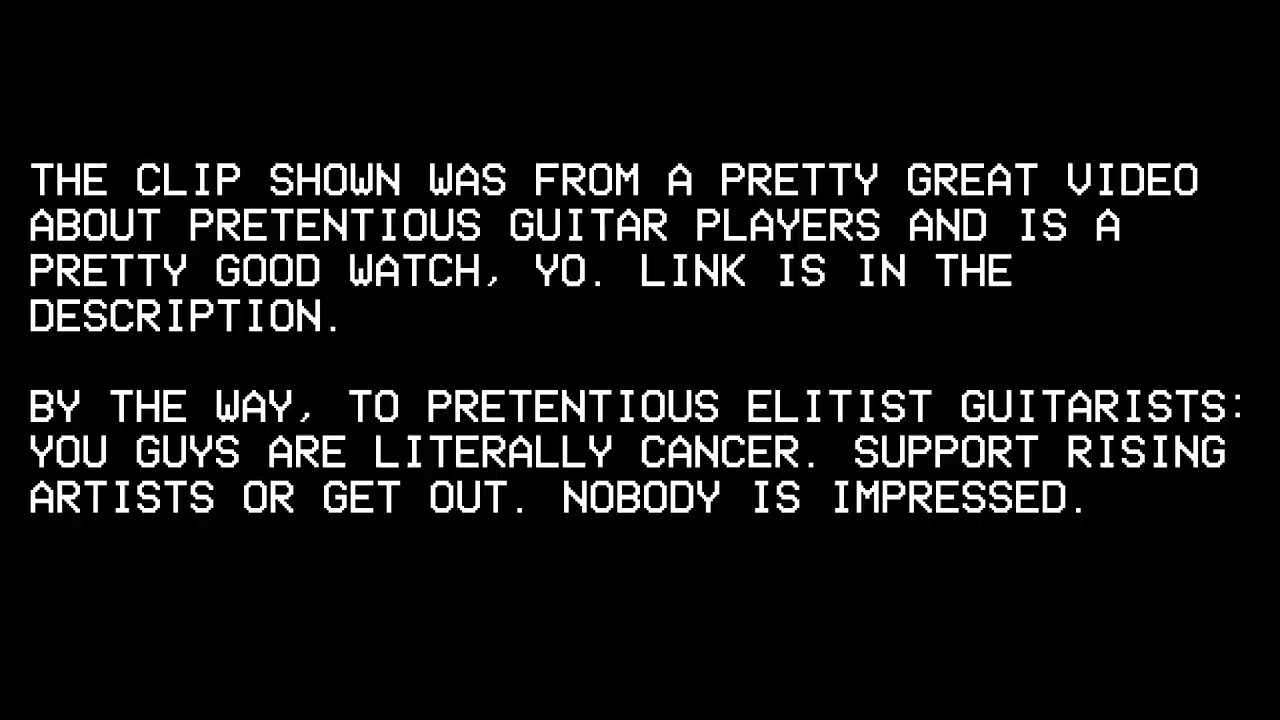 THE CLIP SHOWN WAS FROM A PRETTY GREAT VIDEO
ABOUT PRETENTIOUS GUITAR PLAYERS AND IS A
PRETTY GOOD WATCH, YO. LINK IS IN THE
DESCRIPTION.
BY THE WAY, TO PRETENTIOUS ELITIST GUITARISTS:
YOU GUYS ARE LITERALLY CANCER. SUPPORT RISING
ARTISTS OR GET OUT. NOBODY IS IMPRESSED.